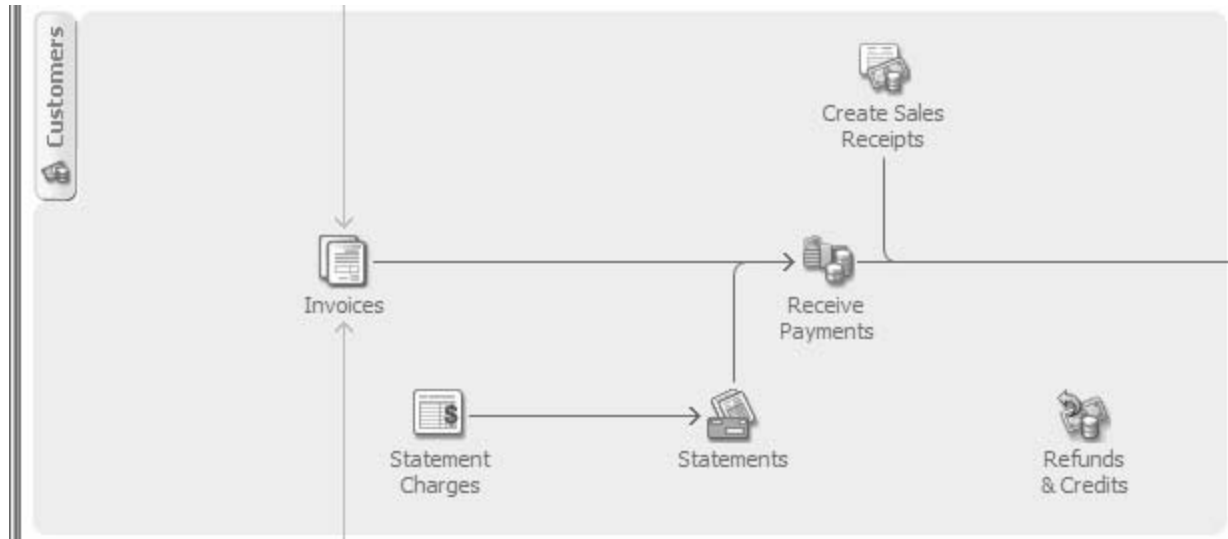 Customers
Create Sales
Receipts
Invoices
Receive
Payments
$
Statement
Charges
Statements
Refunds
& Credits